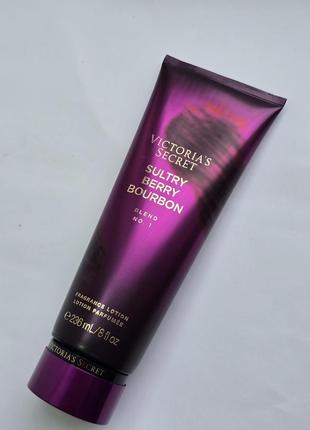 VICTORIA'S
SECRET
SULTRY
BERRY
BOURBON
BLEND
NO. 1
FRAGRANCE LOTION
LOTION PARFUMÉE
℮ 236 mL/8 fl oz
VICTORIA'S SECRET